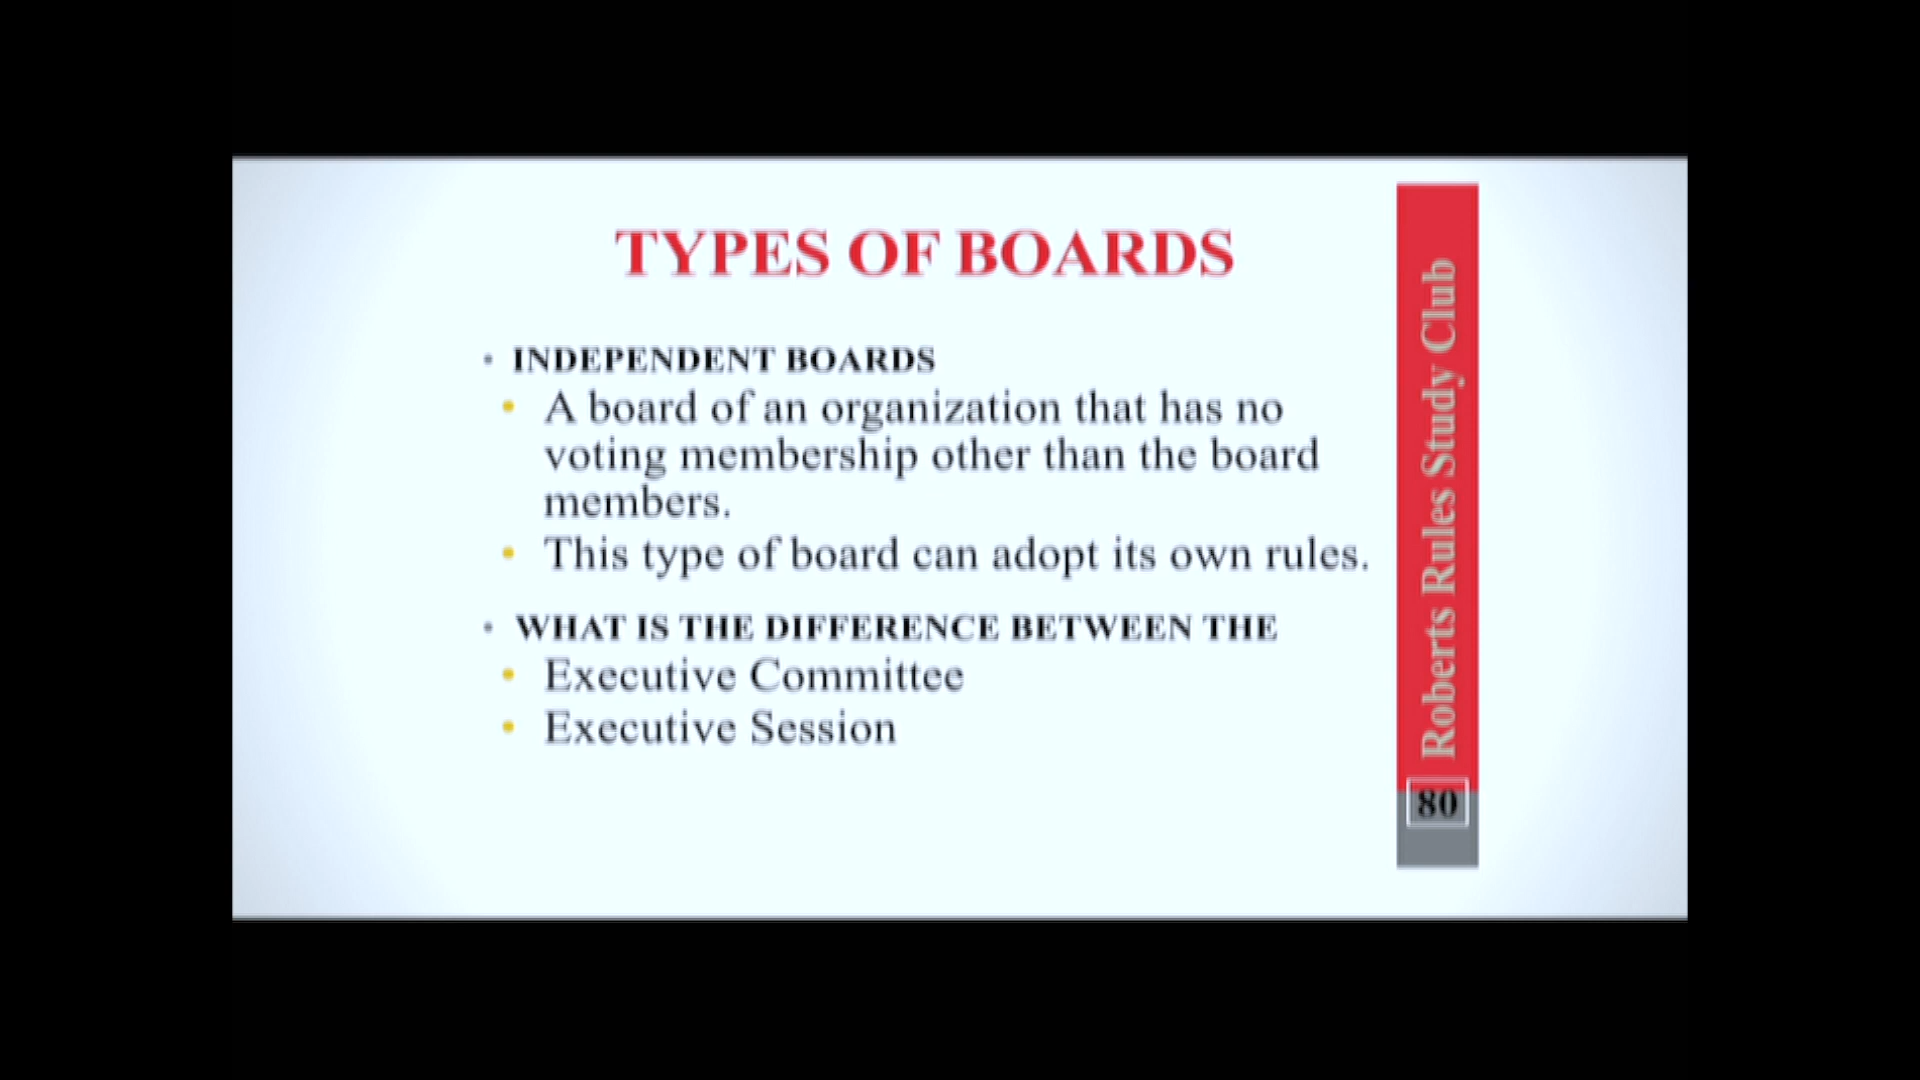 TYPES OF BOARDS
• INDEPENDENT BOARDS
• A board of an organization that has no
voting membership other than the board
members.
• This type of board can adopt its own rules.
• WHAT IS THE DIFFERENCE BETWEEN THE
• Executive Committee
• Executive Session
Roberts Rules Study Club
80